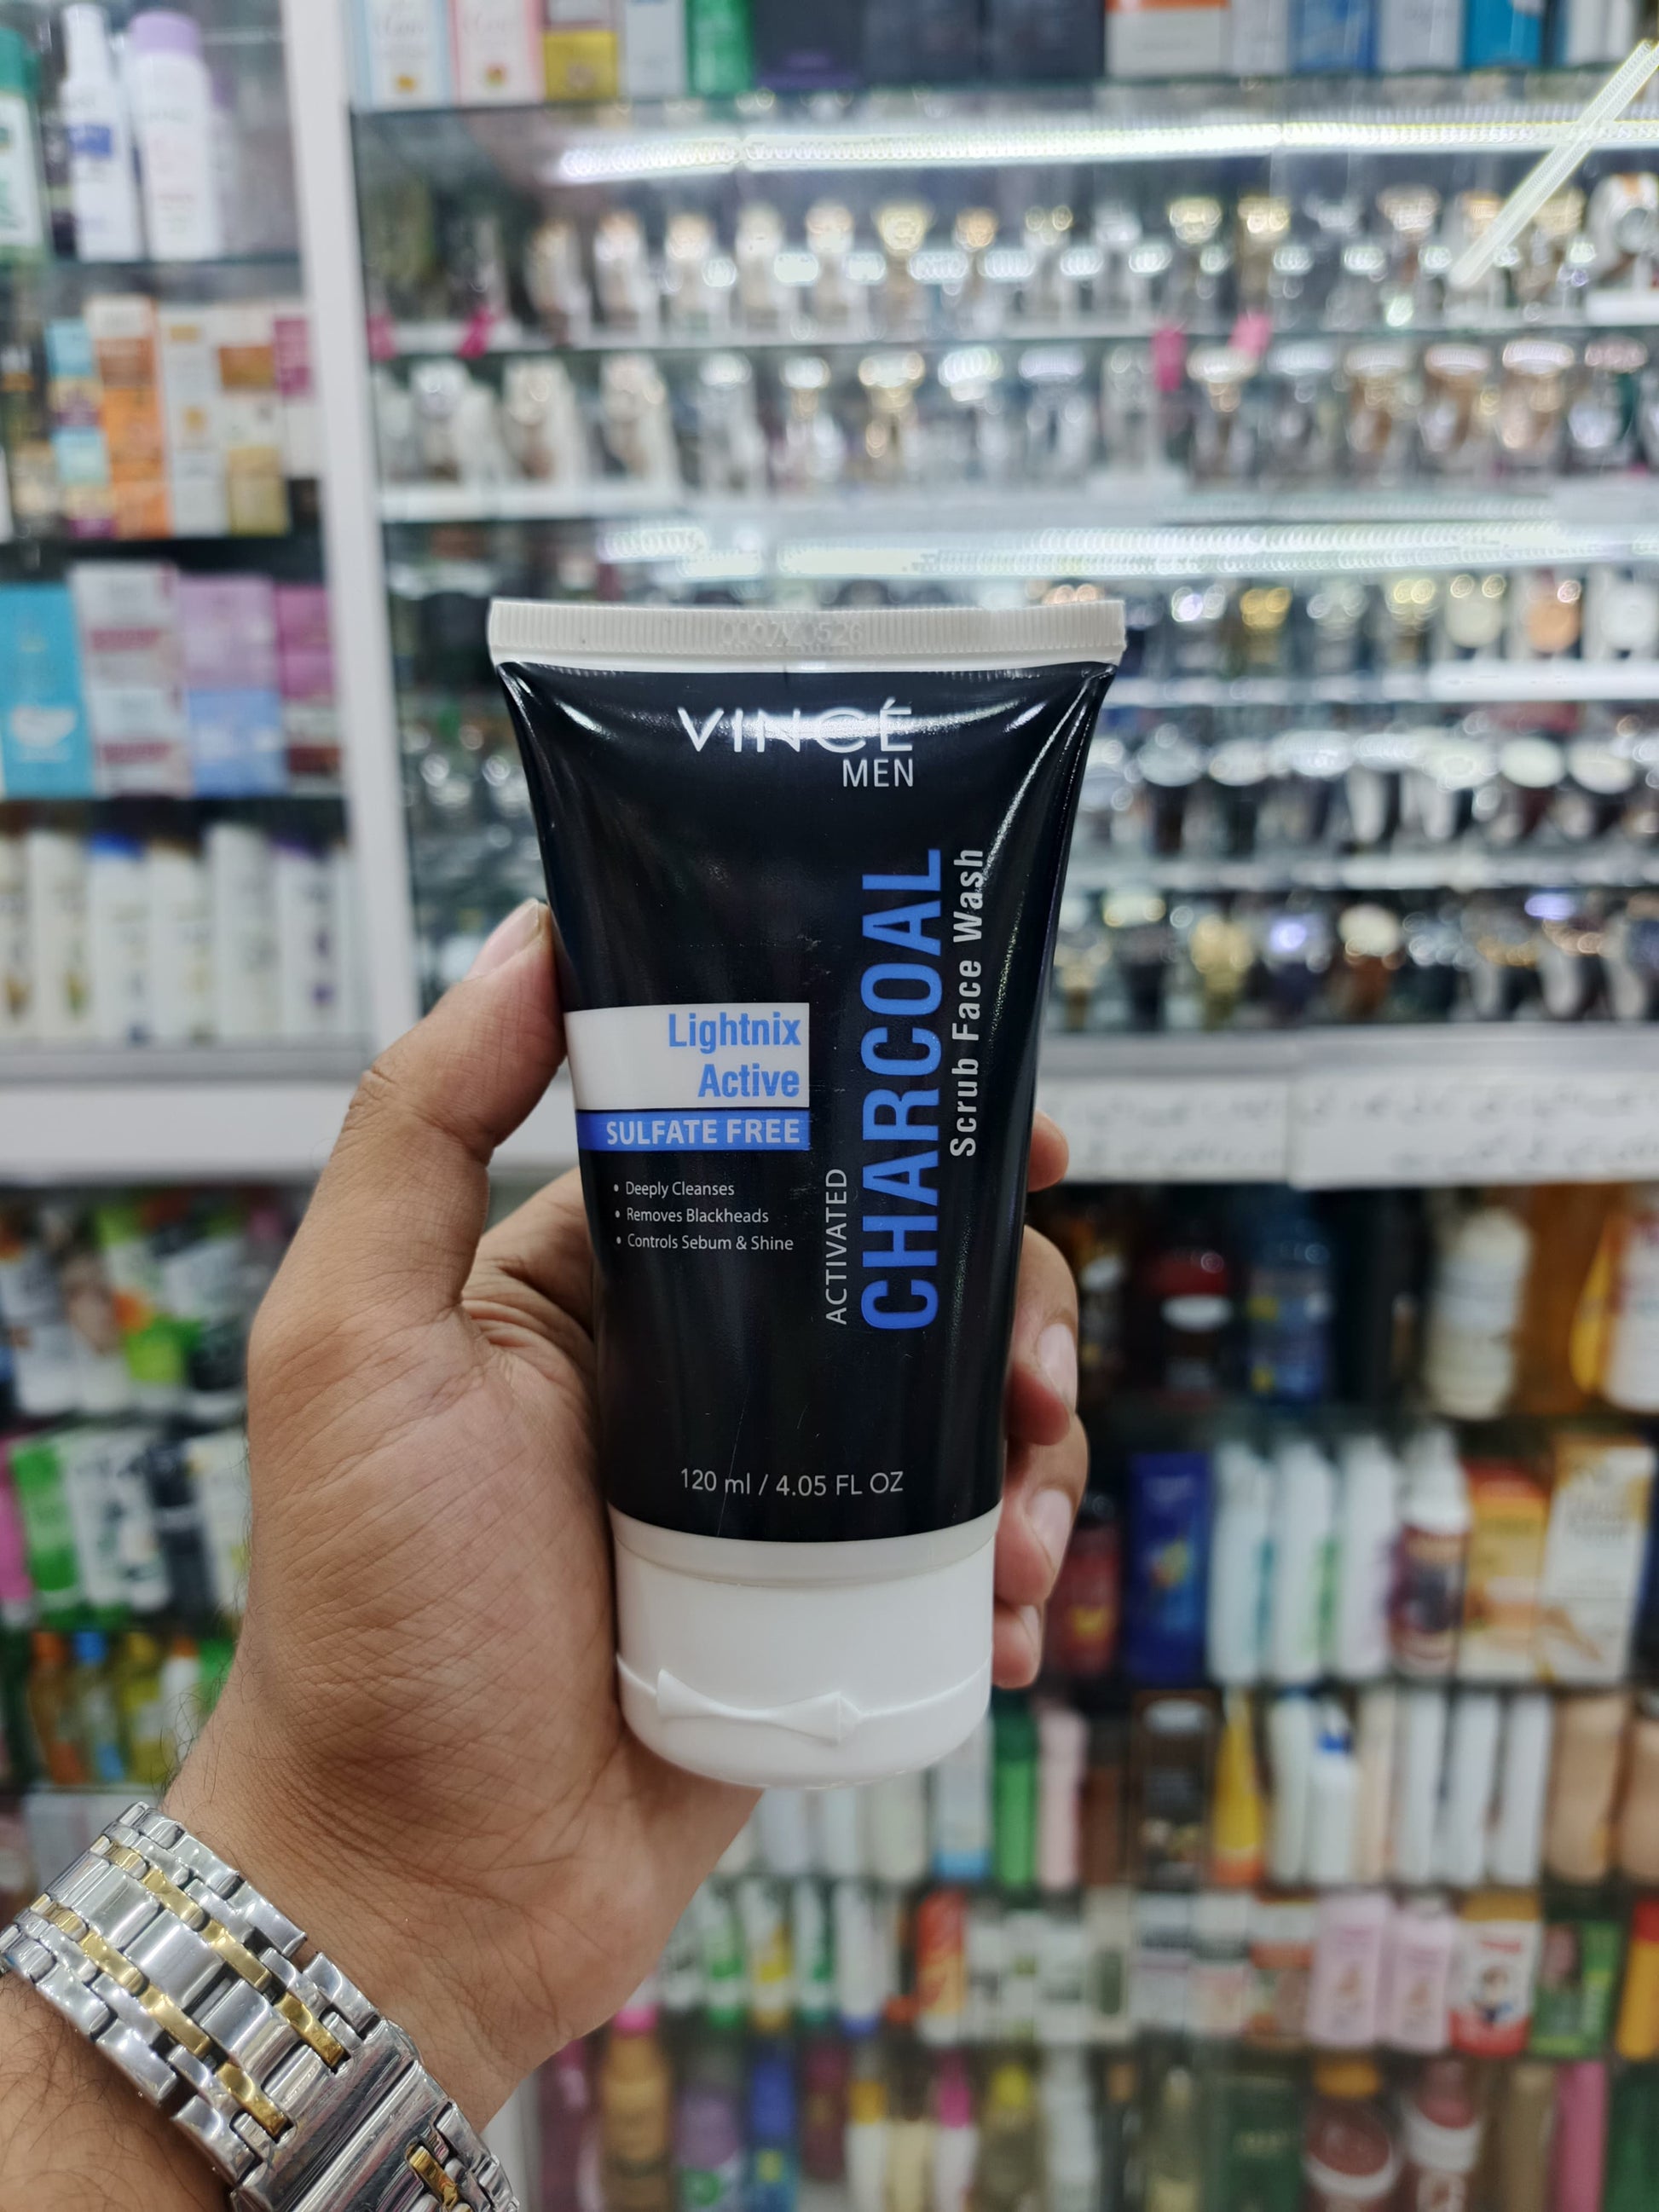 VINCÉ
MEN
ACTIVATED
CHARCOAL
Scrub Face Wash
Lightnix
Active
SULFATE FREE
• Deeply Cleanses
• Removes Blackheads
• Controls Sebum & Shine
120 ml / 4.05 FL OZ